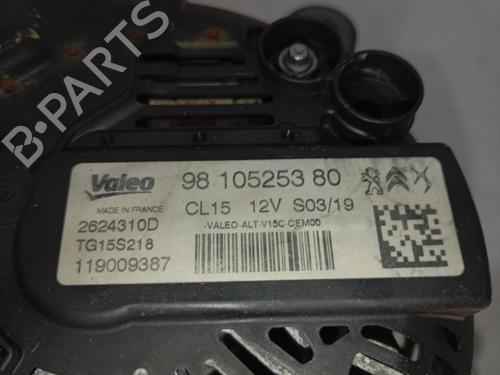 B-PARTS
Valeo
98 105253 80
MADE IN FRANCE
CL15 12V S03/19
2624310D
-VALEO-ALT-V15C-CEM00
TG15S218
119009387